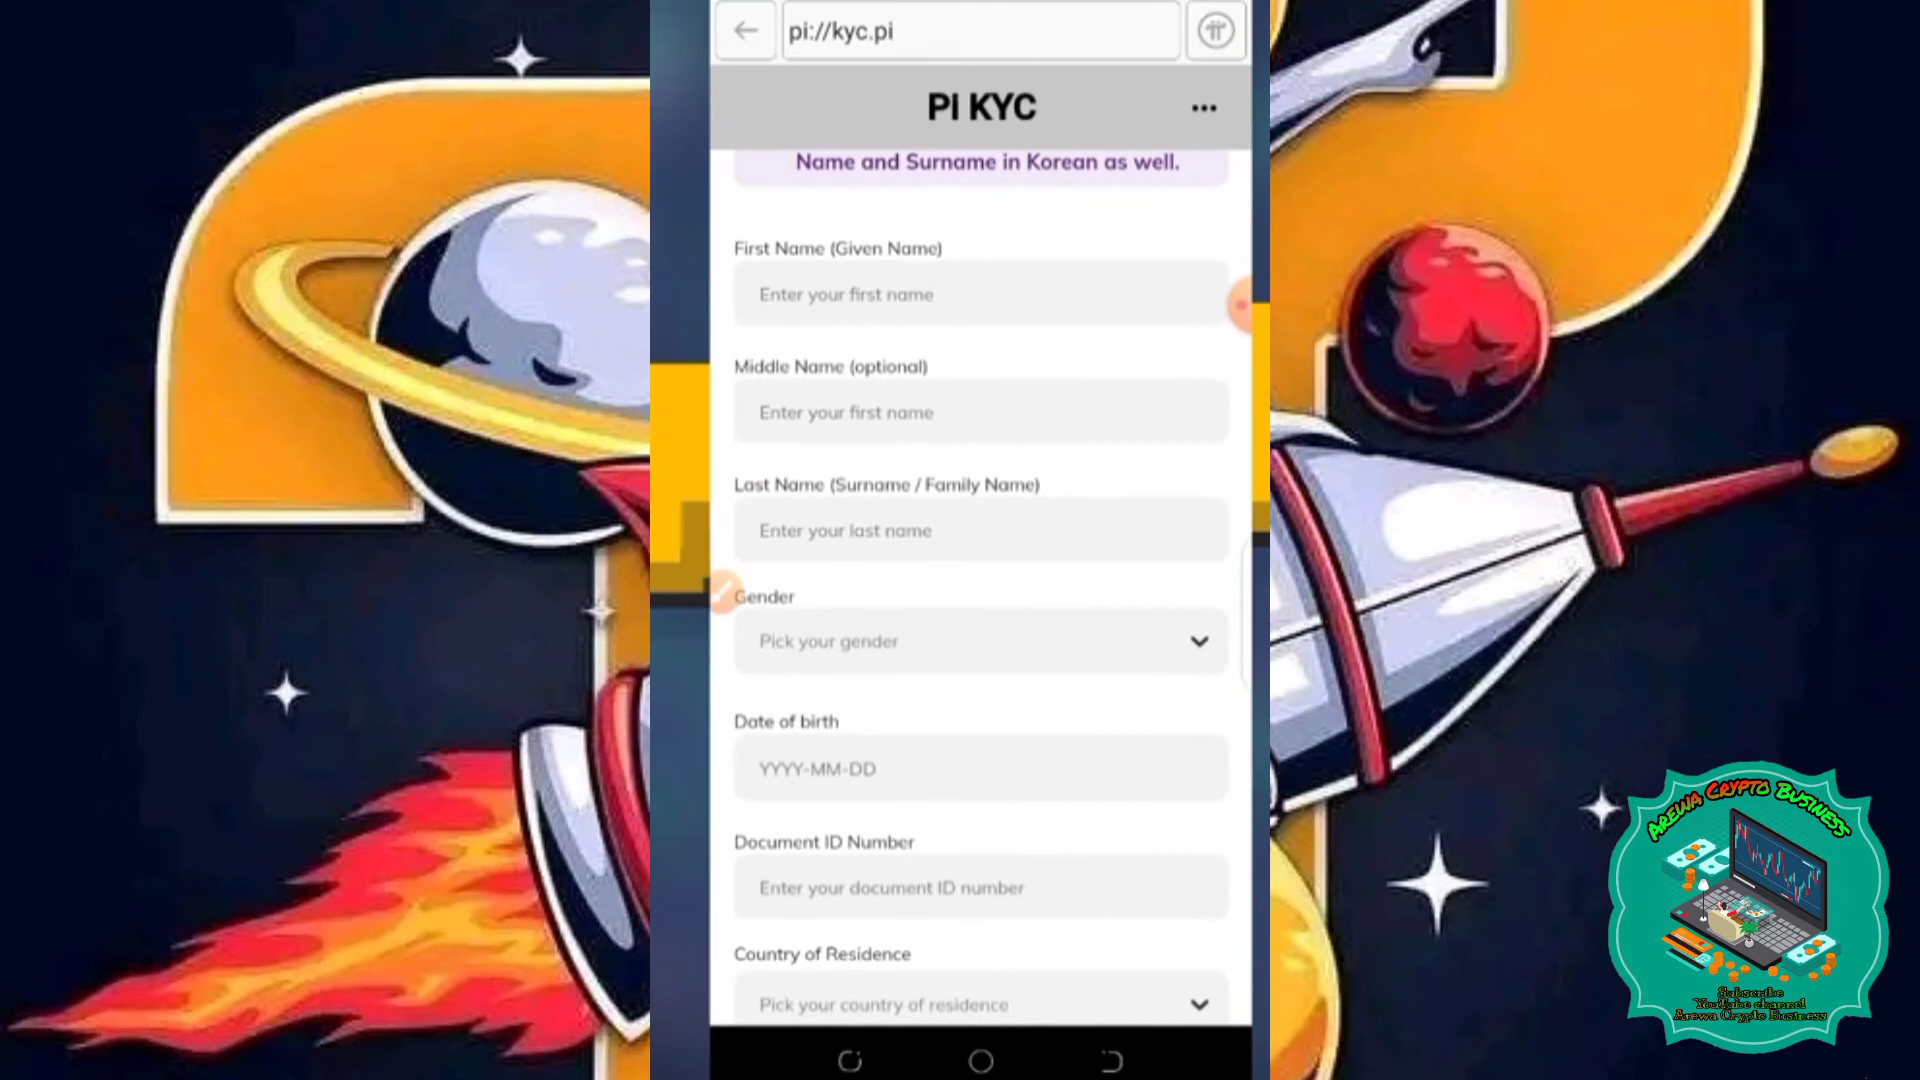 pi://kyc.pi
PI KYC
Name and Surname in Korean as well.
First Name (Given Name)
Enter your first name
Middle Name (optional)
Enter your first name
Last Name (Surname / Family Name)
Enter your last name
Gender
Pick your gender
Date of birth
YYYY-MM-DD
Document ID Number
Enter your document ID number
Country of Residence
Pick your country of residence
Arewa Crypto Business
Subscribe
YouTube channel
Arewa Crypto Business